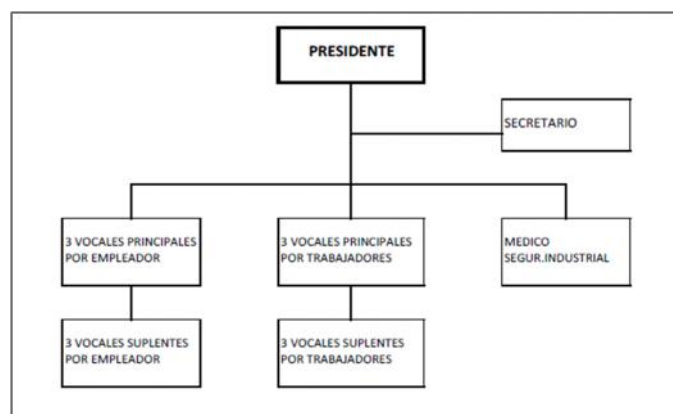 PRESIDENTE
SECRETARIO
3 VOCALES PRINCIPALES
POR EMPLEADOR
3 VOCALES PRINCIPALES
POR TRABAJADORES
MEDICO
SEGUR.INDUSTRIAL
3 VOCALES SUPLENTES
POR EMPLEADOR
3 VOCALES SUPLENTES
POR TRABAJADORES